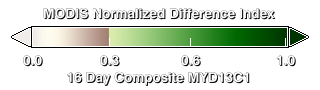 MODIS Normalized Difference Index
0.0 0.3 0.6 1.0
16 Day Composite MYD13C1